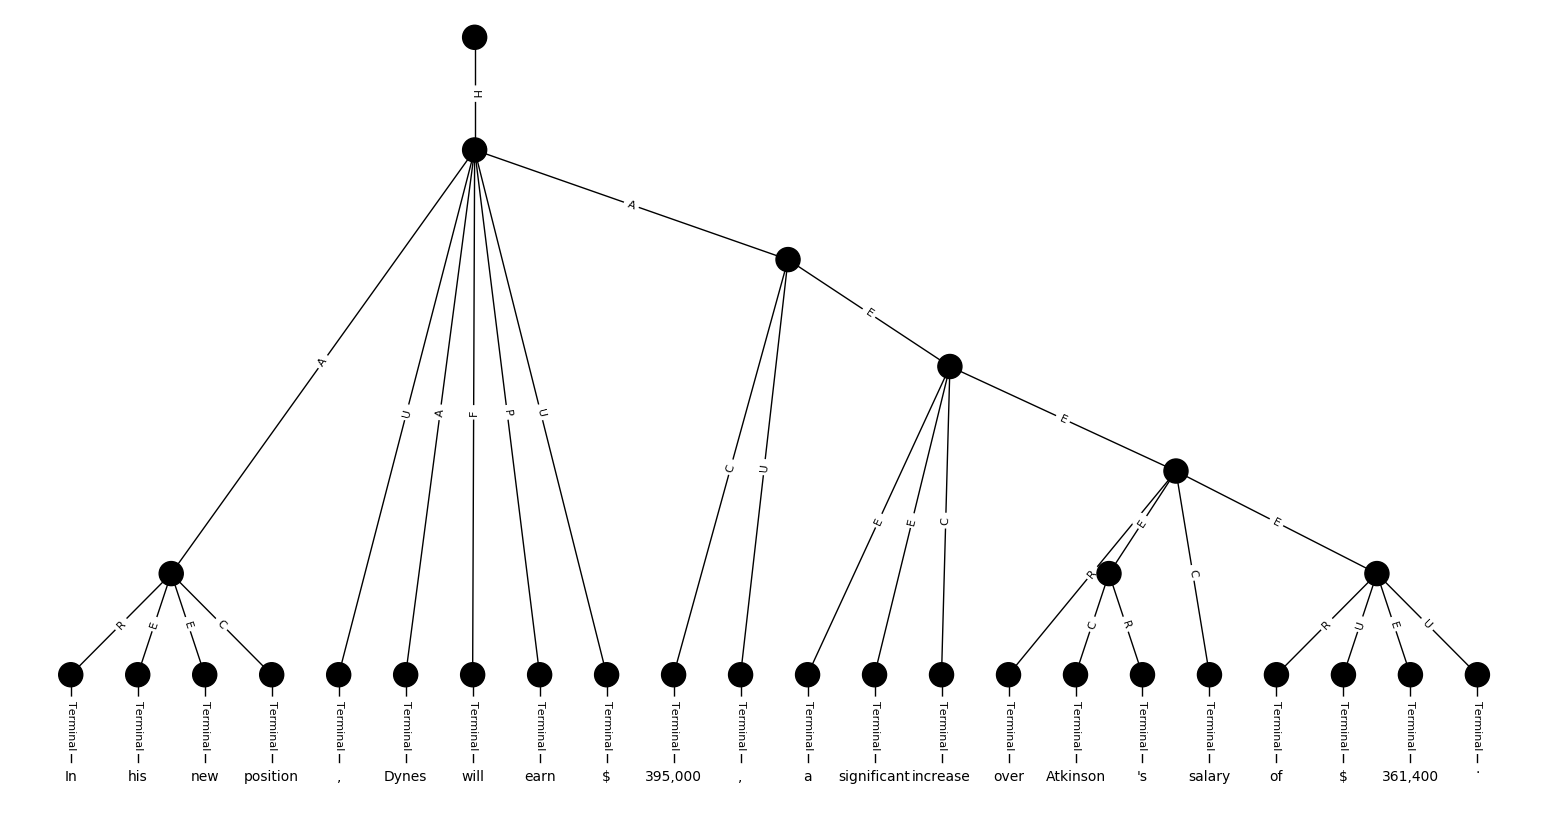 H
A
E
A
E
U A F P U
C U
E E C
E
E
R
R E E C
C R
C
R U E U
Terminal Terminal Terminal Terminal Terminal Terminal Terminal Terminal Terminal Terminal Terminal Terminal Terminal Terminal Terminal Terminal Terminal Terminal Terminal Terminal Terminal Terminal
In his new position , Dynes will earn $ 395,000 , a significant increase over Atkinson 's salary of $ 361,400 .